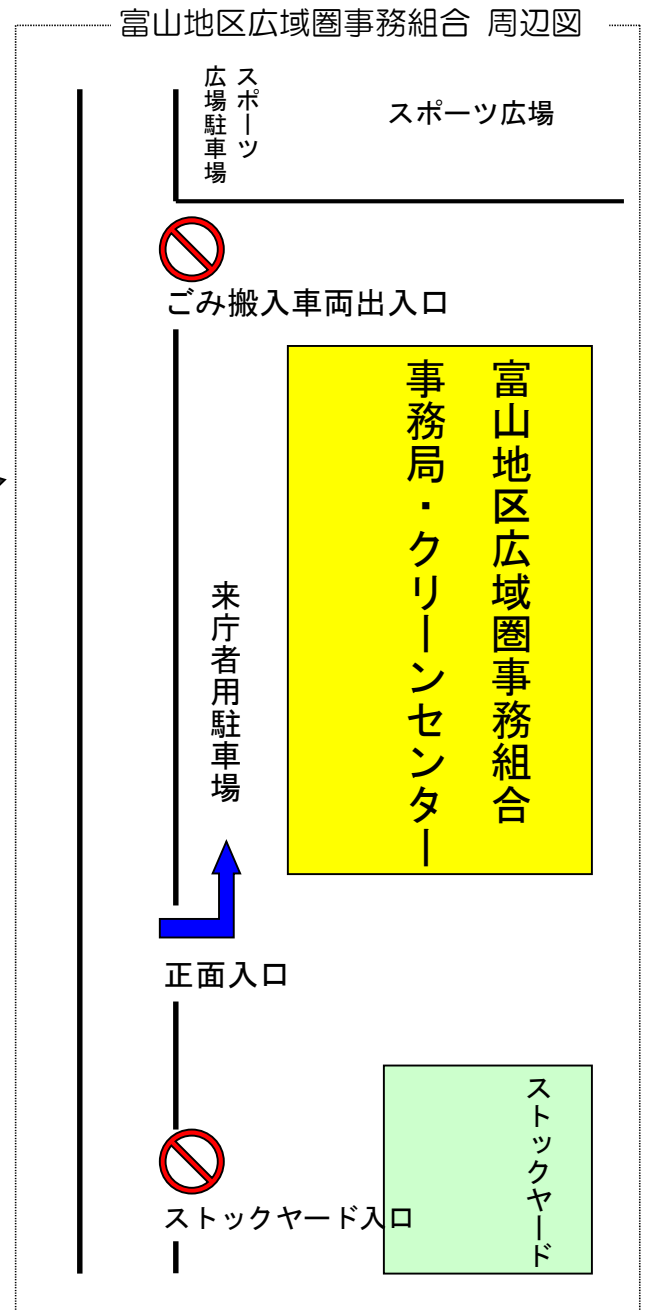 富山地区広域圏事務組合 周辺図
スポーツ
広場駐車場
スポーツ広場
ごみ搬入車両出入口
富山地区広域圏事務組合
事務局・クリーンセンター
来庁者用駐車場
正面入口
ストックヤード
ストックヤード入口